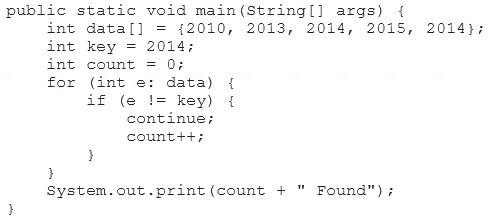 public static void main(String[] args) {
    int data[] = {2010, 2013, 2014, 2015, 2014};
    int key = 2014;
    int count = 0;
    for (int e: data) {
        if (e != key) {
            continue;
            count++;
        }
    }
    System.out.print(count + " Found");
}